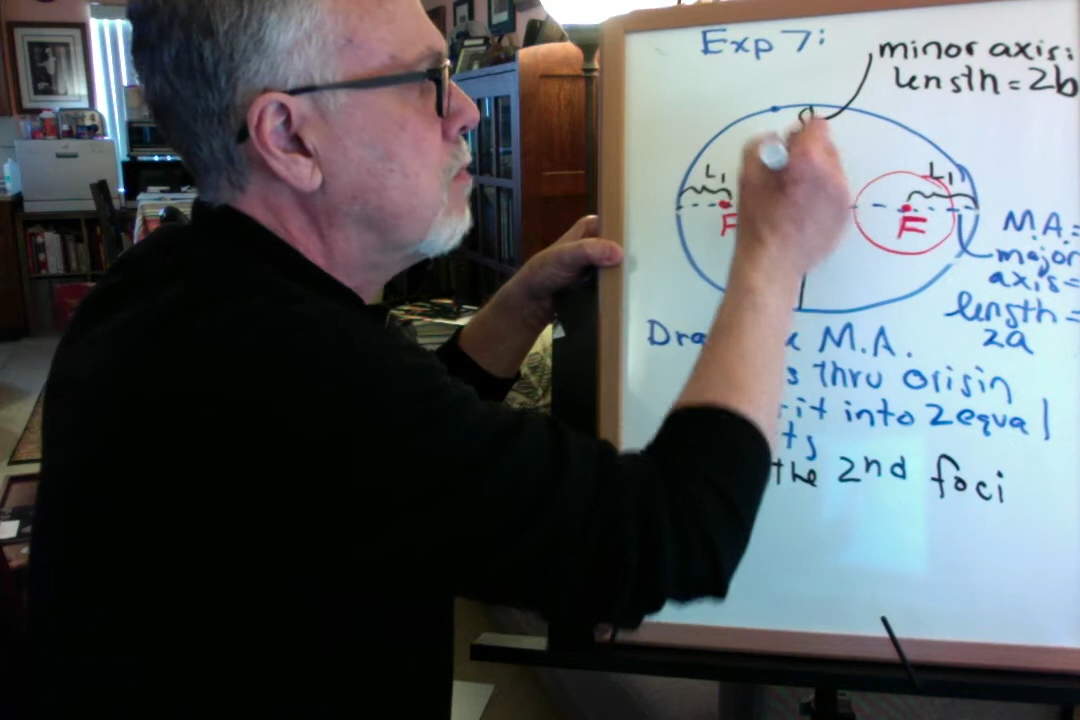 Exp 7:
minor axis:
length = 2b
L1
L1
F
F
M.A.=
major
axis=
length =
2a
M.A.
thru orisin
it into 2 equal
the 2nd foci